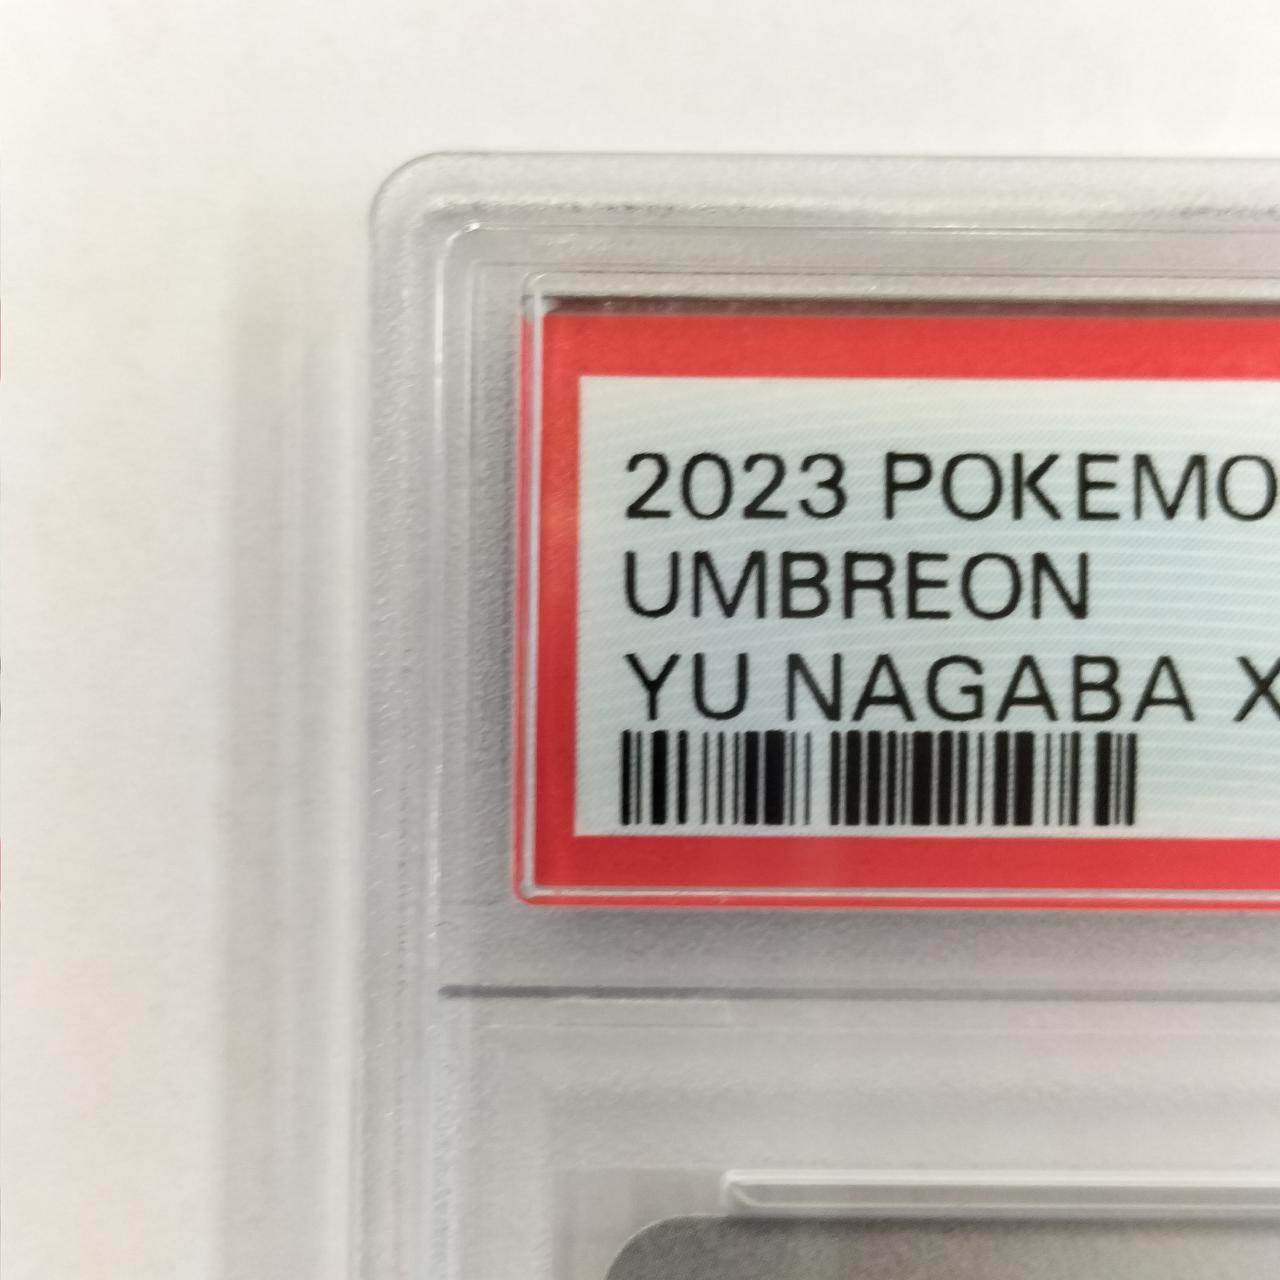 2023 POKEMO
UMBREON
YU NAGABA X